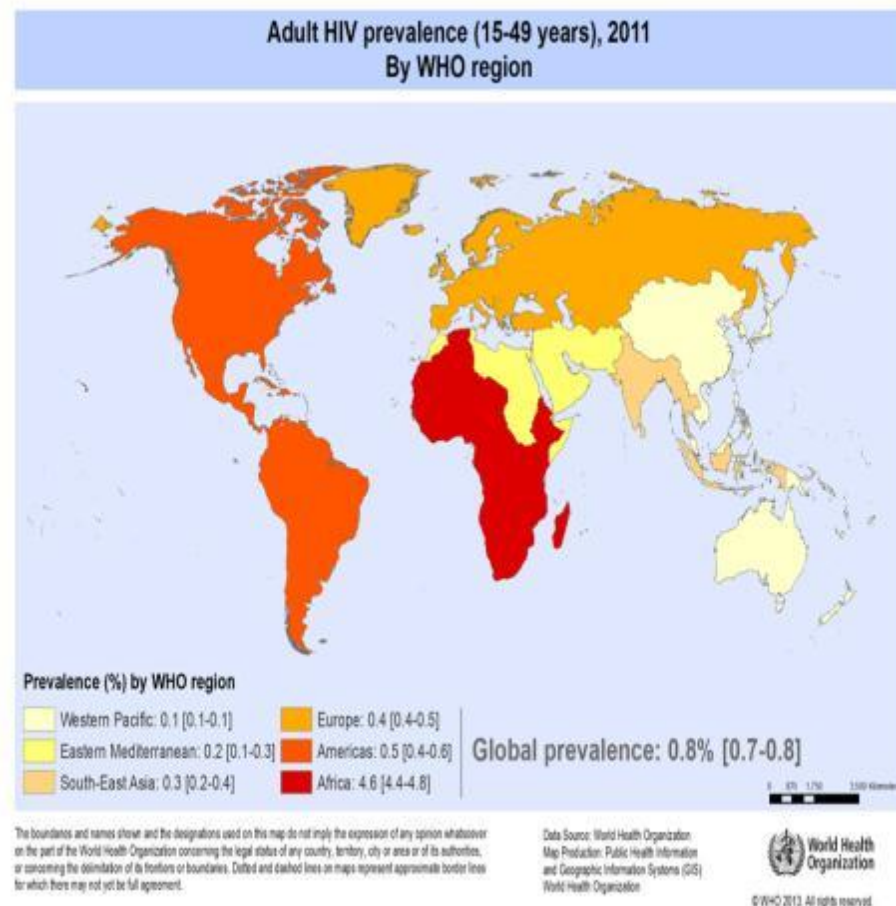 Adult HIV prevalence (15-49 years), 2011
By WHO region
Prevalence (%) by WHO region
Western Pacific: 0.1 [0.1-0.1]
Eastern Mediterranean: 0.2 [0.1-0.3]
South-East Asia: 0.3 [0.2-0.4]
Europe: 0.4 [0.4-0.5]
Americas: 0.5 [0.4-0.6]
Africa: 4.6 [4.4-4.8]
Global prevalence: 0.8% [0.7-0.8]
The boundaries and names shown and the designations used on this map do not imply the expression of any opinion whatsoever
on the part of the World Health Organization concerning the legal status of any country, territory, city or area or of its authorities,
or concerning the delimitation of its frontiers or boundaries. Dotted and dashed lines on maps represent approximate border lines
for which there may not yet be full agreement.
Data Source: World Health Organization
Map Production: Public Health Information
and Geographic Information Systems (GIS)
World Health Organization
World Health
Organization
© WHO 2013. All rights reserved.